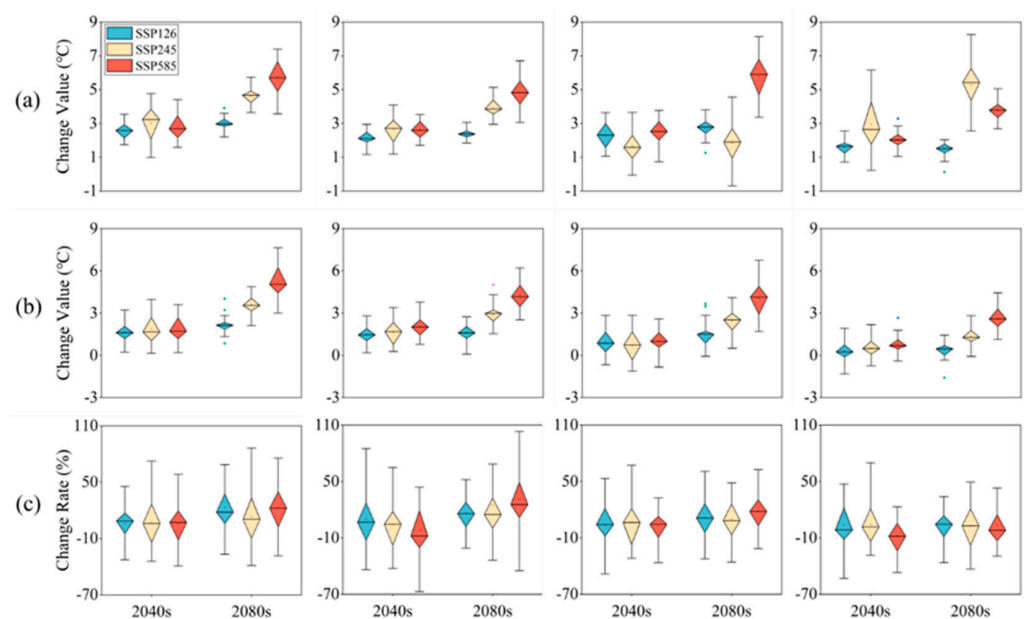 9 9 9 9
SSP126
SSP245
SSP585
7 7 7 7
5 5 5 5
3 3 3 3
1 1 1 1
-1 -1 -1 -1
(a)
Change Value (℃)
9 9 9 9
6 6 6 6
3 3 3 3
0 0 0 0
-3 -3 -3 -3
(b)
Change Value (℃)
110 110 110 110
50 50 50 50
-10 -10 -10 -10
-70 -70 -70 -70
(c)
Change Rate (%)
2040s 2080s 2040s 2080s 2040s 2080s 2040s 2080s